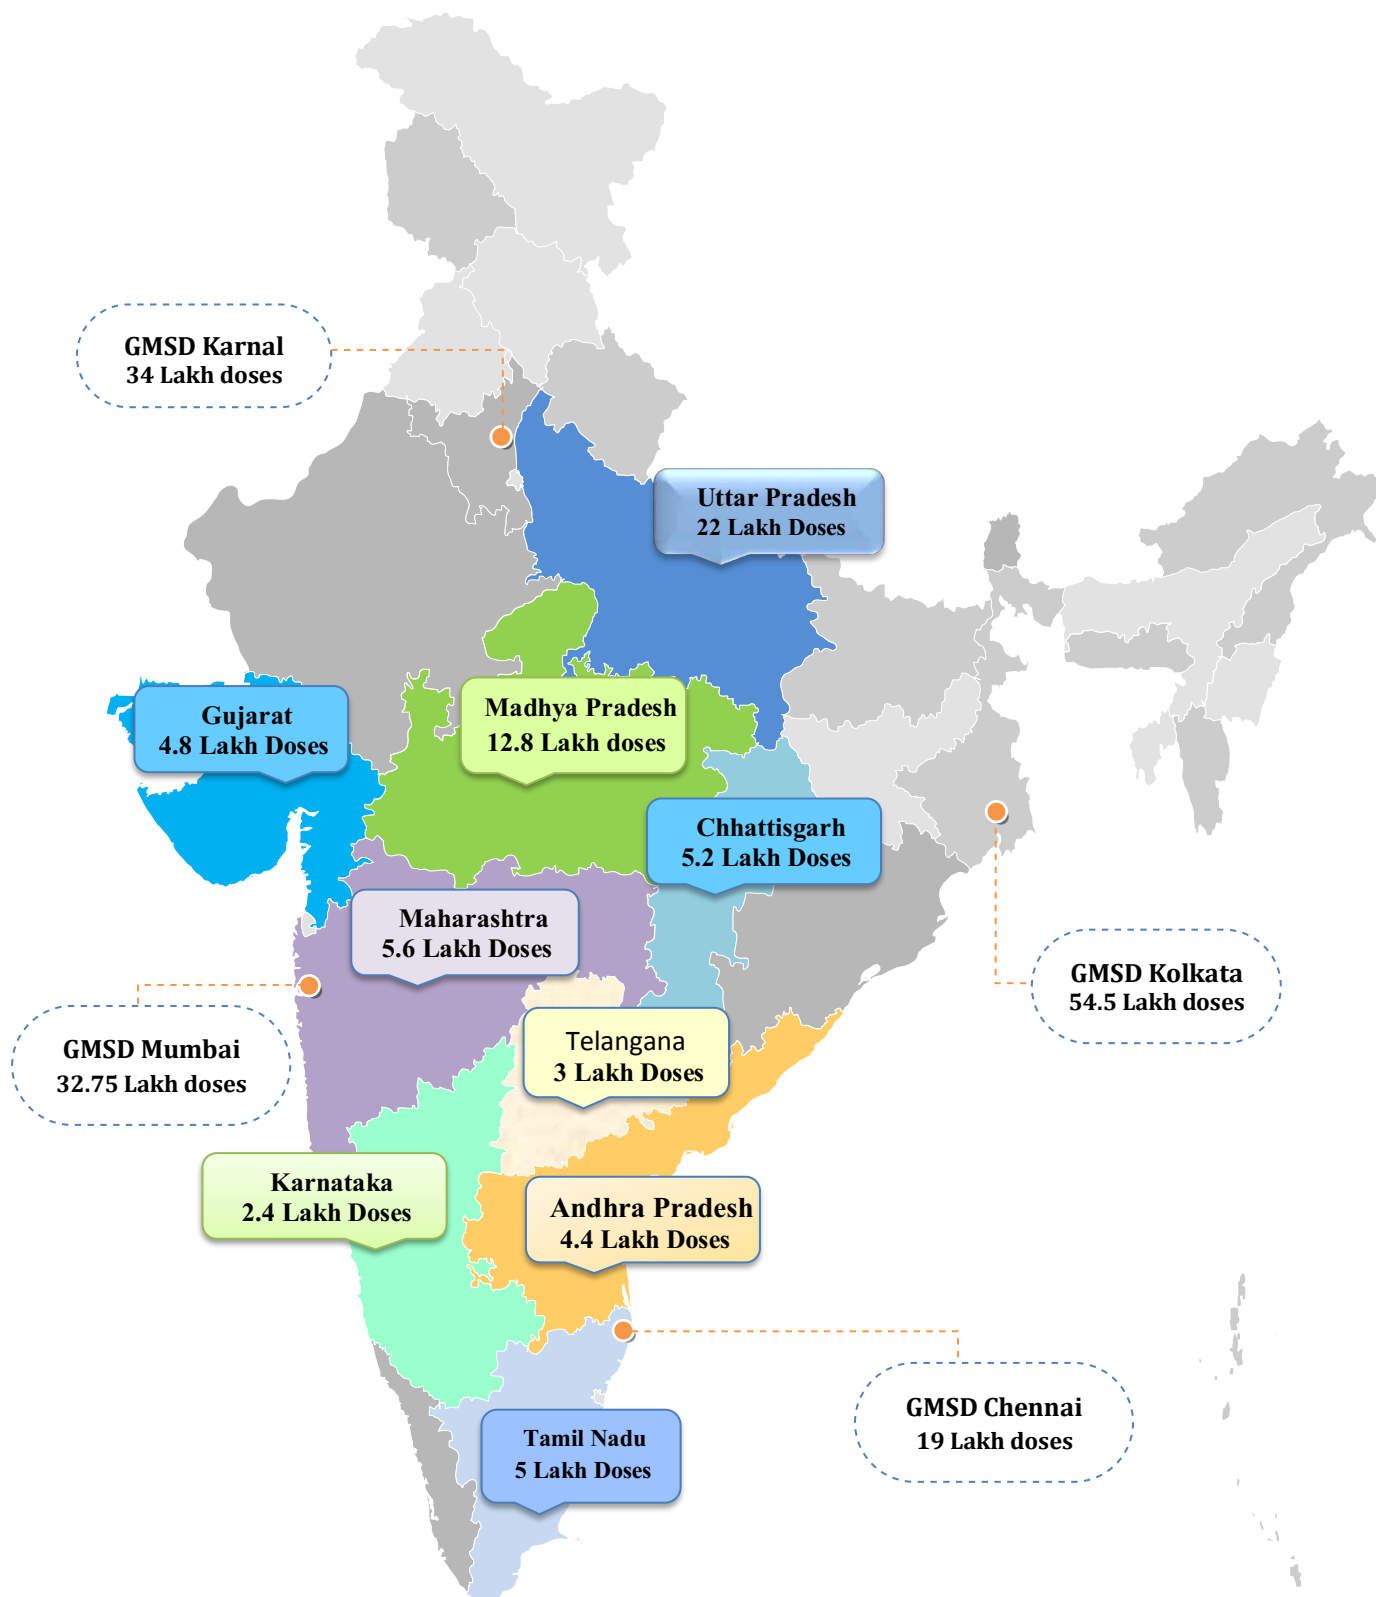 GMSD Karnal
34 Lakh doses
Uttar Pradesh
22 Lakh Doses
Gujarat
4.8 Lakh Doses
Madhya Pradesh
12.8 Lakh doses
Chhattisgarh
5.2 Lakh Doses
Maharashtra
5.6 Lakh Doses
GMSD Kolkata
54.5 Lakh doses
GMSD Mumbai
32.75 Lakh doses
Telangana
3 Lakh Doses
Karnataka
2.4 Lakh Doses
Andhra Pradesh
4.4 Lakh Doses
GMSD Chennai
19 Lakh doses
Tamil Nadu
5 Lakh Doses